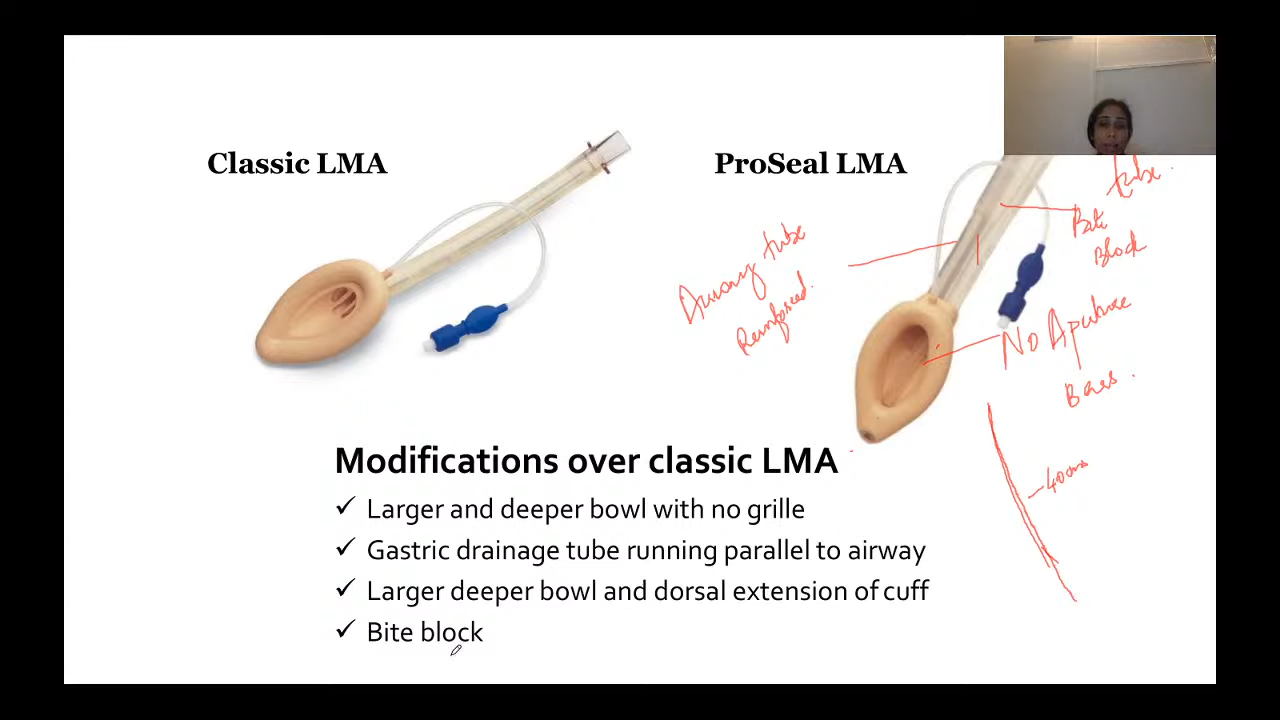 Classic LMA
ProSeal LMA
tube.
Bite
Block
Airway tube
Reinforced.
No Aperture
Bars.
40cms
Modifications over classic LMA
✓ Larger and deeper bowl with no grille
✓ Gastric drainage tube running parallel to airway
✓ Larger deeper bowl and dorsal extension of cuff
✓ Bite block